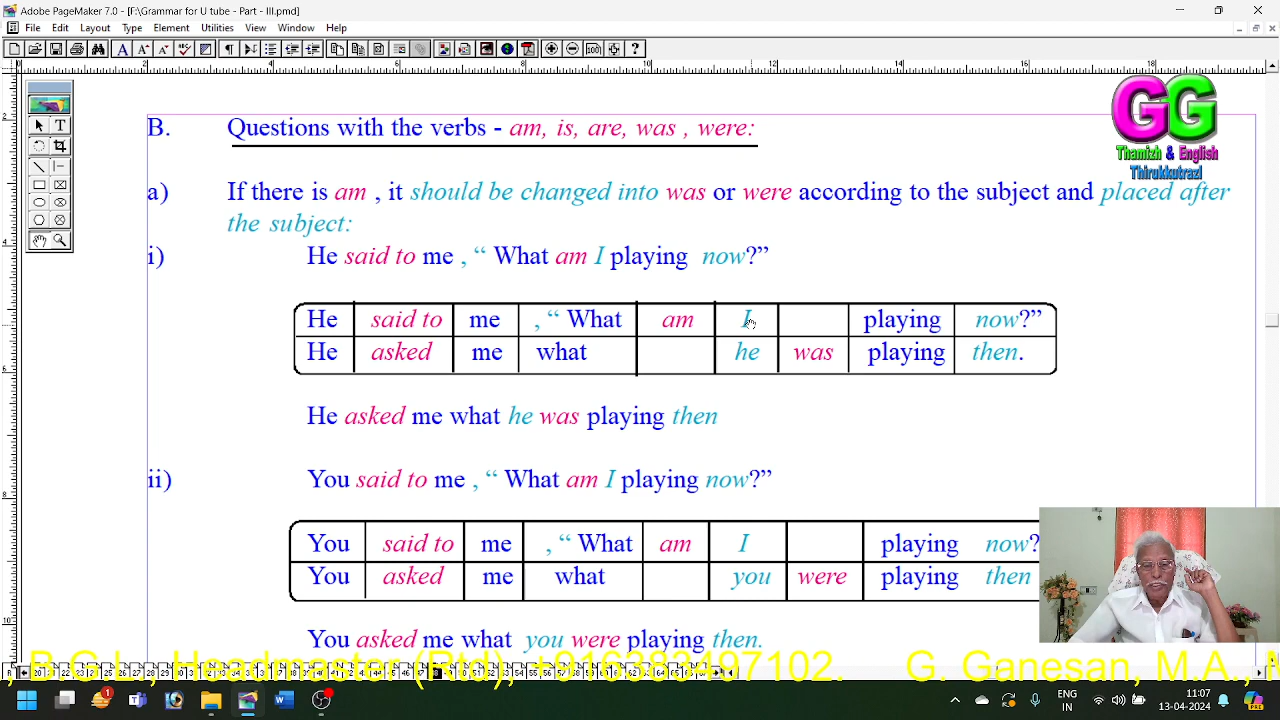 Adobe PageMaker 7.0 - [F:\Grammar for U tube - Part - III.pmd]
File Edit Layout Type Element Utilities View Window Help
B. Questions with the verbs - am, is, are, was , were:
GG
Thamizh & English
Thirukkutrazl
a) If there is am , it should be changed into was or were according to the subject and placed after
the subject:
i) He said to me , “ What am I playing now?”
He said to me , “ What am I playing now?”
He asked me what he was playing then.
He asked me what he was playing then
ii) You said to me , “ What am I playing now?”
You said to me , “ What am I playing now?
You asked me what you were playing then
You asked me what you were playing then.
B.G.L., Headmaster (Rtd), +91 6382497102. G. Ganesan, M.A., M
ENG
IN
11:07
13-04-2024